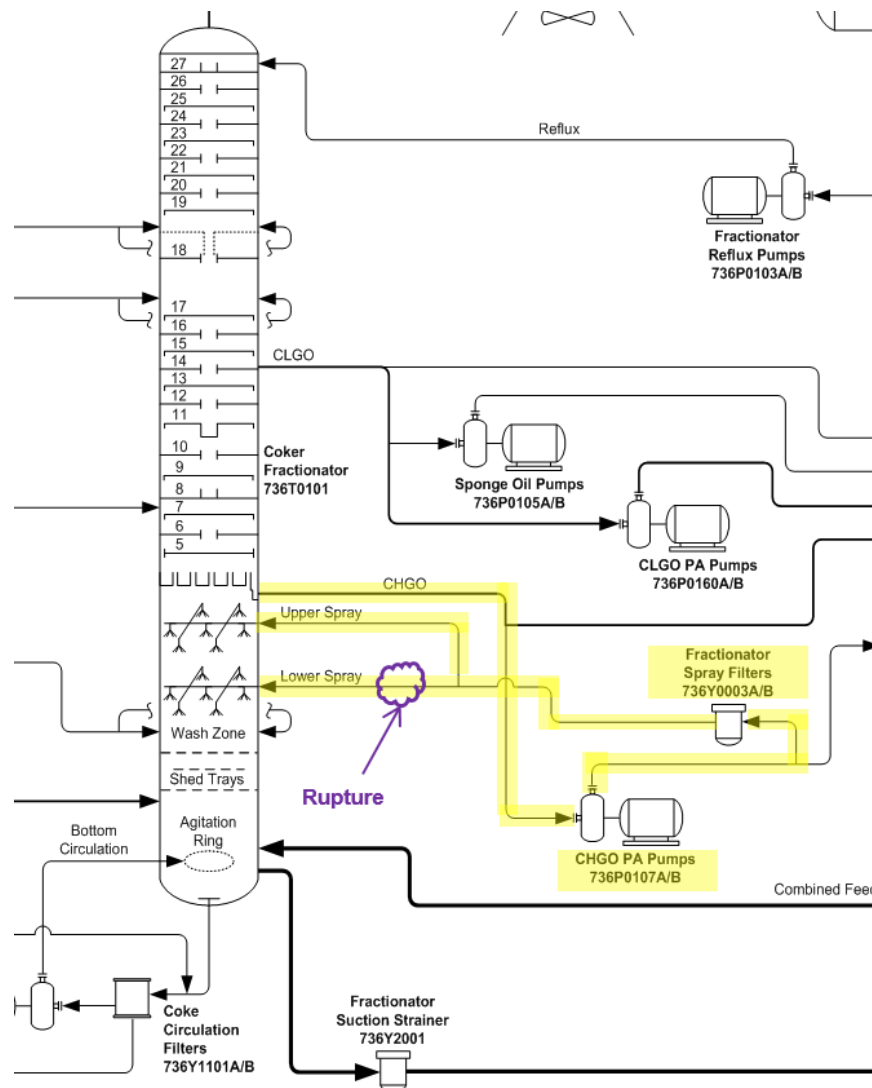 27
26
25
24
23
22
21
20
19
18
17
16
15
14
13
12
11
10
9
8
7
6
5
Reflux
Fractionator
Reflux Pumps
736P0103A/B
CLGO
Coker
Fractionator
736T0101
Sponge Oil Pumps
736P0105A/B
CLGO PA Pumps
736P0160A/B
CHGO
Upper Spray
Lower Spray
Fractionator
Spray Filters
736Y0003A/B
Wash Zone
Shed Trays
Rupture
Agitation
Ring
Bottom
Circulation
CHGO PA Pumps
736P0107A/B
Combined Feed
Coke
Circulation
Filters
736Y1101A/B
Fractionator
Suction Strainer
736Y2001